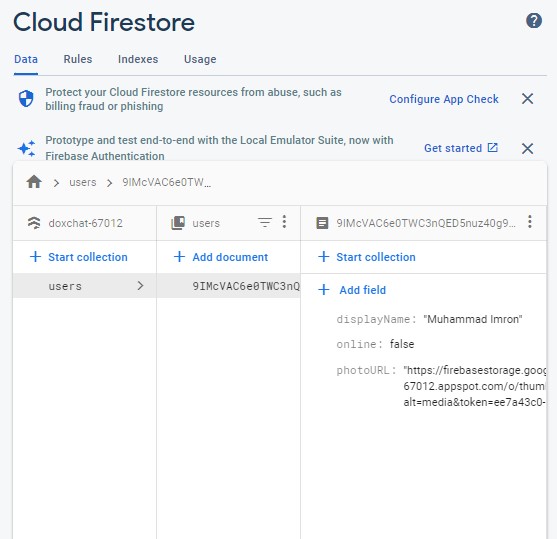 Cloud Firestore
Data Rules Indexes Usage
Protect your Cloud Firestore resources from abuse, such as
billing fraud or phishing
Configure App Check
Prototype and test end-to-end with the Local Emulator Suite, now with
Firebase Authentication
Get started
users 9IMcVAC6e0TW...
doxchat-67012
users
9IMcVAC6e0TWC3nQED5nuz40g9...
+ Start collection
+ Add document
+ Start collection
users
9IMcVAC6e0TWC3nQ
+ Add field
displayName: "Muhammad Imron"
online: false
photoURL: "https://firebasestorage.goog
67012.appspot.com/o/thum
alt=media&token=ee7a43c0-